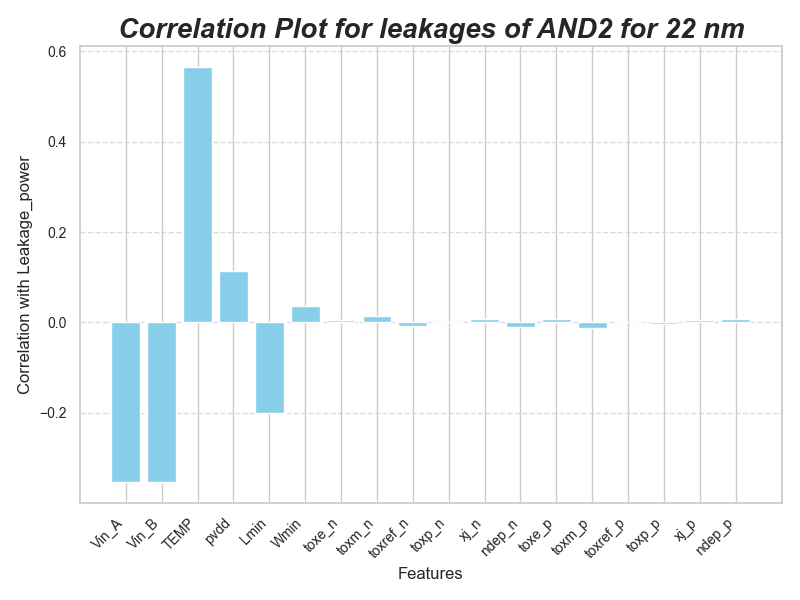 Correlation Plot for leakages of AND2 for 22 nm
Correlation with Leakage_power
0.6
0.4
0.2
0.0
−0.2
Vin_A
Vin_B
TEMP
pvdd
Lmin
Wmin
toxe_n
toxm_n
toxref_n
toxp_n
xj_n
ndep_n
toxe_p
toxm_p
toxref_p
toxp_p
xj_p
ndep_p
Features